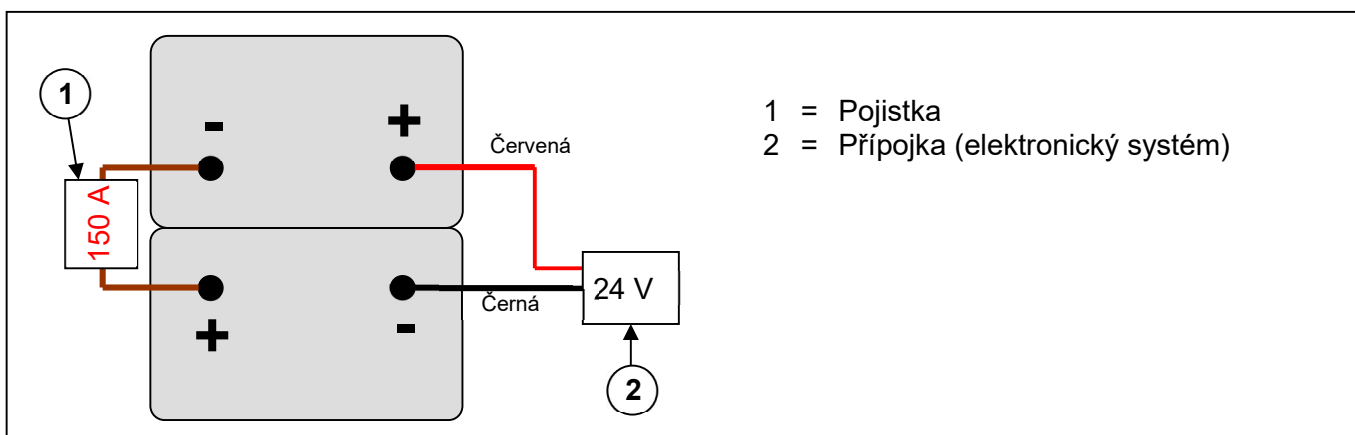 1
- +
Červená
1 = Pojistka
2 = Přípojka (elektronický systém)
150 A
24 V
Černá
+ -
2